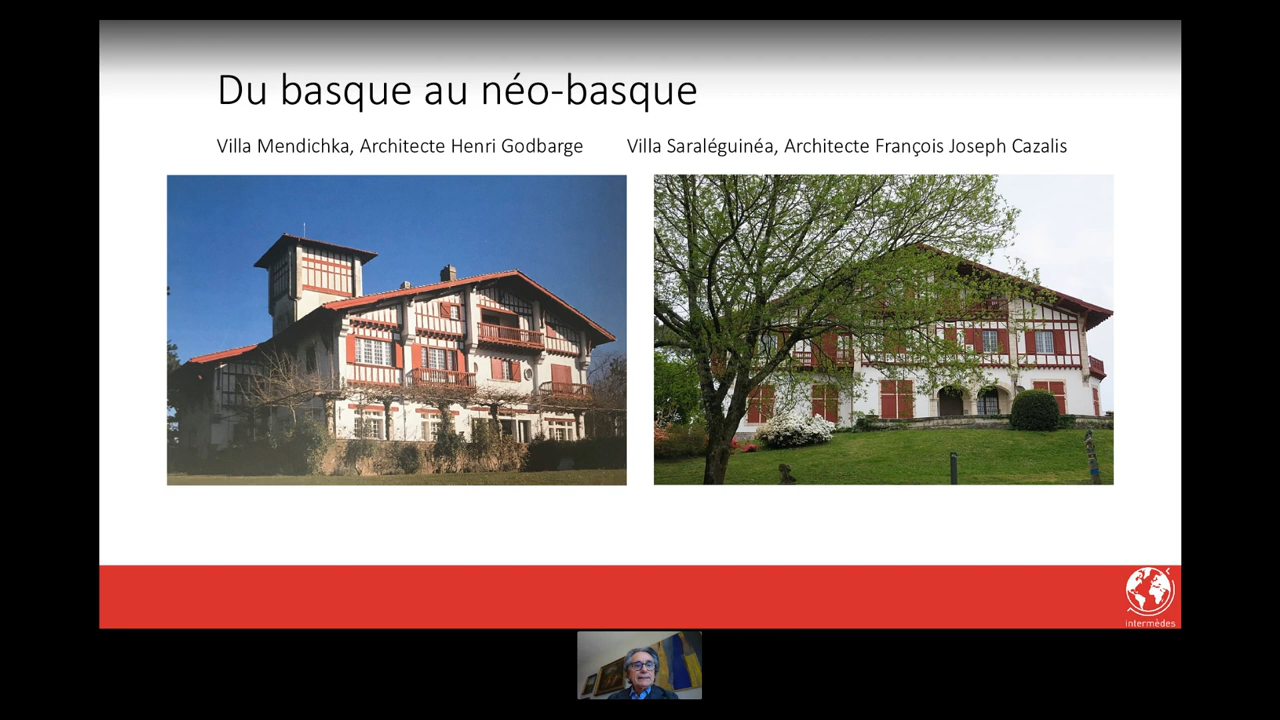 Du basque au néo-basque
Villa Mendichka, Architecte Henri Godbarge
Villa Saraléguinéa, Architecte François Joseph Cazalis
intermèdes